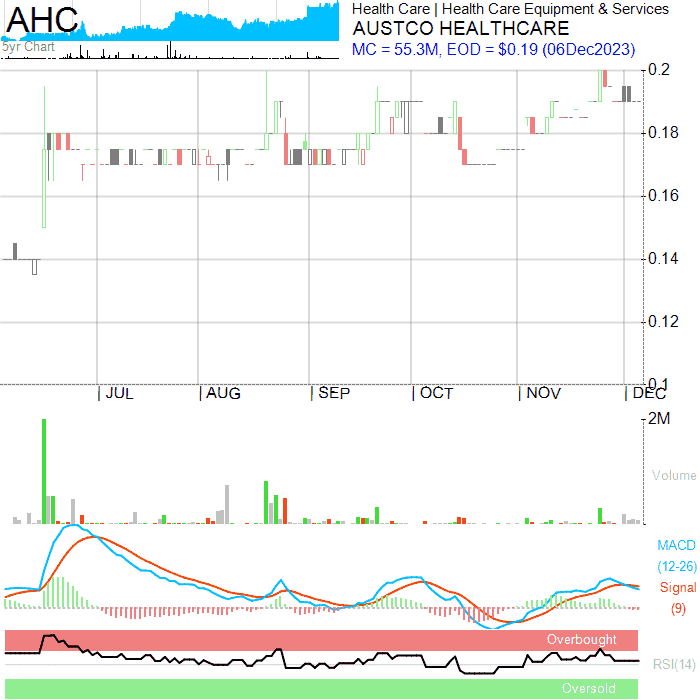 AHC
5yr Chart
Health Care | Health Care Equipment & Services
AUSTCO HEALTHCARE
MC = 55.3M, EOD = $0.19 (06Dec2023)
0.2
0.18
0.16
0.14
0.12
0.1
| JUL | AUG | SEP | OCT | NOV | DEC
2M
Volume
MACD
(12-26)
Signal
(9)
Overbought
RSI(14)
Oversold